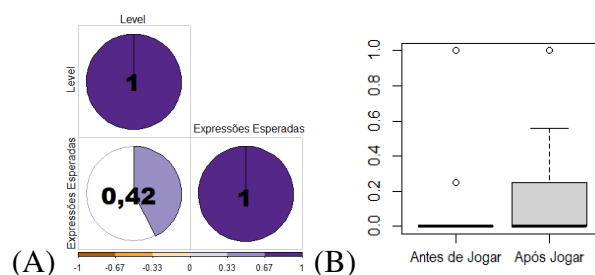 Level
Level
1
Expressões Esperadas
Expressões Esperadas
0,42
1
-1 -0.67 -0.33 0 0.33 0.67 1
(A)
1.0
0.8
0.6
0.4
0.2
0.0
Antes de Jogar Após Jogar
(B)